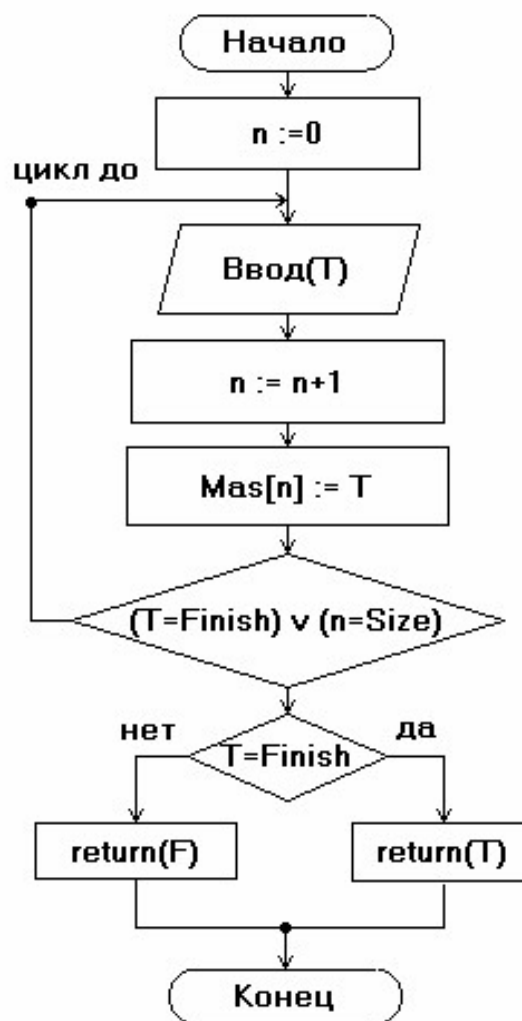 Начало
n :=0
цикл до
Ввод(T)
n := n+1
Mas[n] := T
(T=Finish) v (n=Size)
нет
да
T=Finish
return(F)
return(T)
Конец